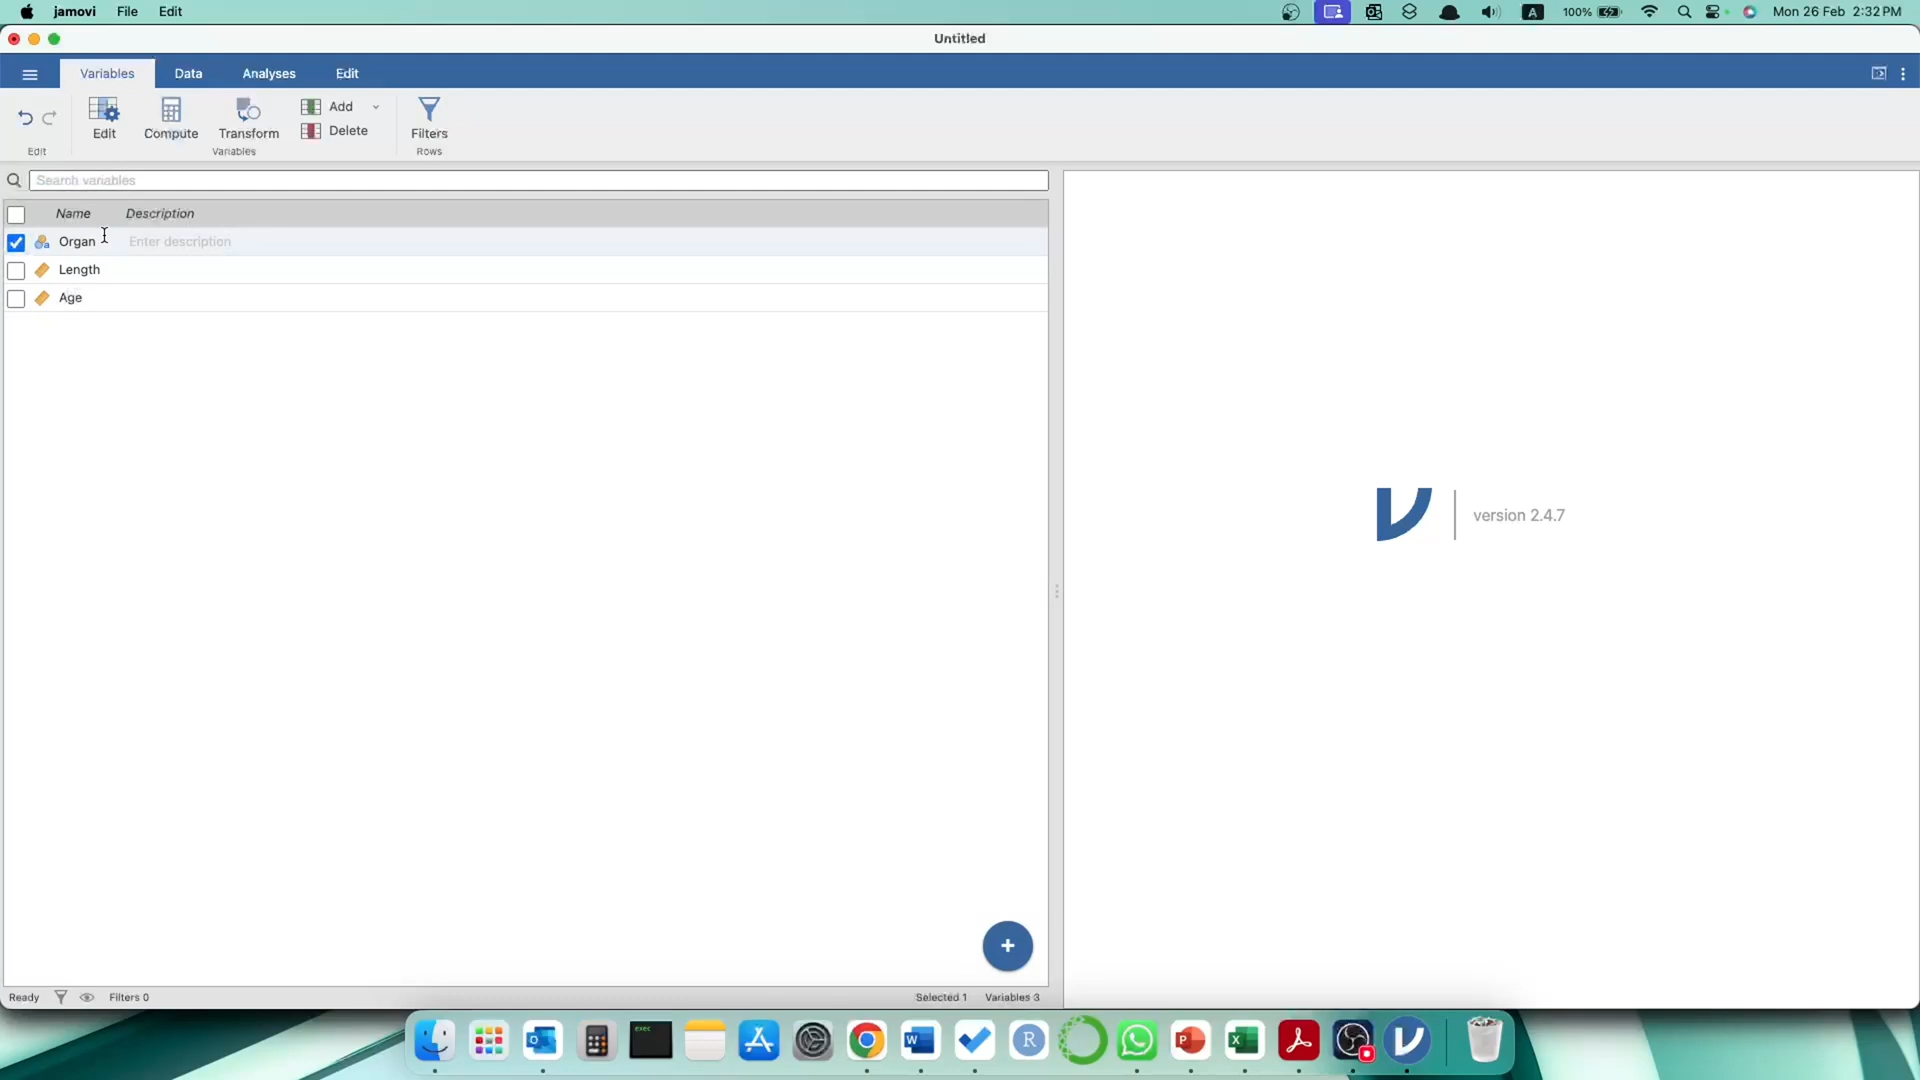 jamovi File Edit 100% A Mon 26 Feb 2:32 PM
Untitled
Variables Data Analyses Edit
Edit Compute Transform Add Delete Filters
Edit Variables Rows
Search variables
Name Description
Organ Enter description
Length
Age
version 2.4.7
Ready Filters 0 Selected 1 Variables 3